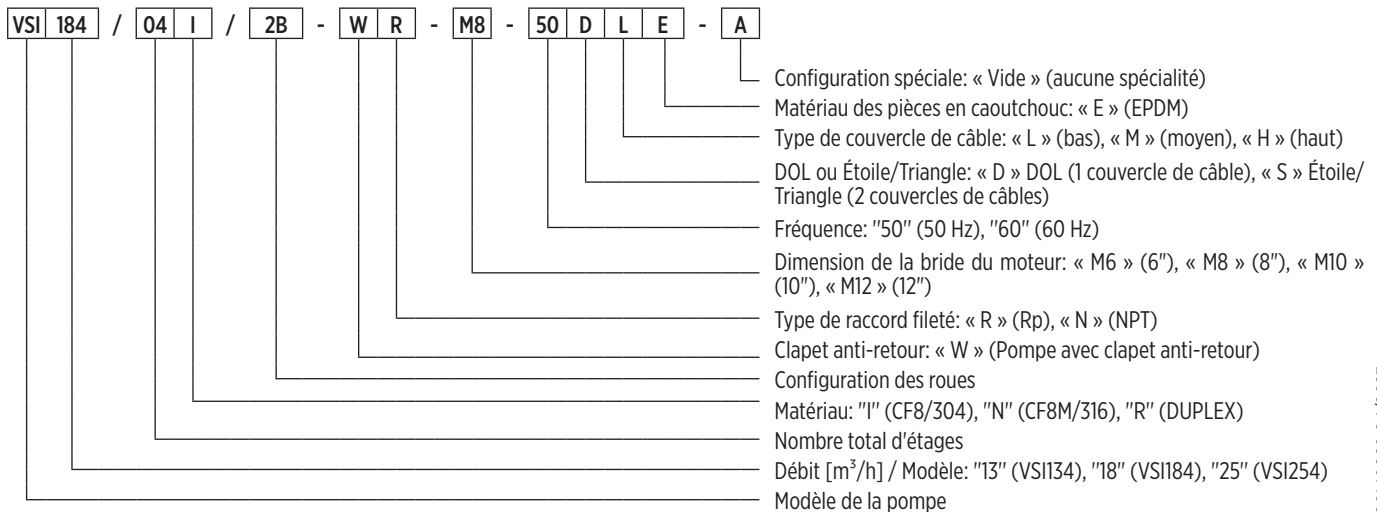 VSI 184 / 04 I / 2B - W R - M8 - 50 D L E - A
Configuration spéciale: « Vide » (aucune spécialité)
Matériau des pièces en caoutchouc: « E » (EPDM)
Type de couvercle de câble: « L » (bas), « M » (moyen), « H » (haut)
DOL ou Étoile/Triangle: « D » DOL (1 couvercle de câble), « S » Étoile/
Triangle (2 couvercles de câbles)
Fréquence: "50" (50 Hz), "60" (60 Hz)
Dimension de la bride du moteur: « M6 » (6"), « M8 » (8"), « M10 »
(10"), « M12 » (12")
Type de raccord fileté: « R » (Rp), « N » (NPT)
Clapet anti-retour: « W » (Pompe avec clapet anti-retour)
Configuration des roues
Matériau: "I" (CF8/304), "N" (CF8M/316), "R" (DUPLEX)
Nombre total d'étages
Débit [m³/h] / Modèle: "13" (VSI134), "18" (VSI184), "25" (VSI254)
Modèle de la pompe